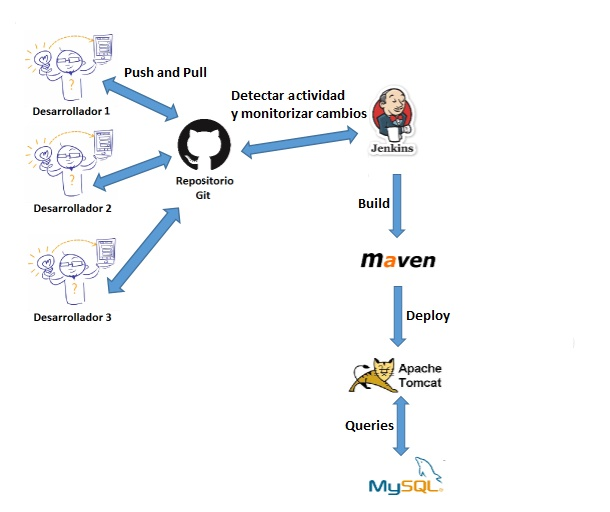 Push and Pull
Desarrollador 1
Desarrollador 2
Desarrollador 3
Repositorio
Git
Detectar actividad
y monitorizar cambios
Jenkins
Build
maven
Deploy
Apache
Tomcat
Queries
MySQL
?
?
?